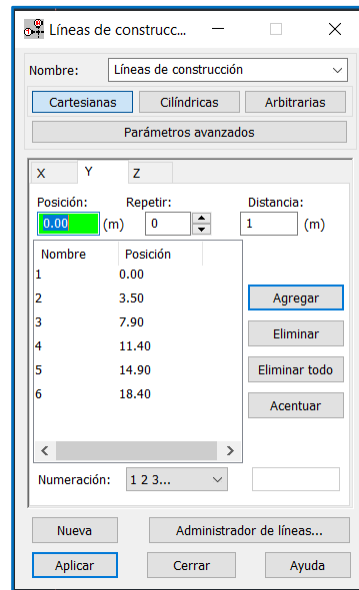 Líneas de construcc...
Nombre: Líneas de construcción
Cartesianas Cilíndricas Arbitrarias
Parámetros avanzados
X Y Z
Posición: Repetir: Distancia:
0.00 (m) 0 1 (m)
Nombre Posición
1 0.00
2 3.50
3 7.90
4 11.40
5 14.90
6 18.40
Agregar
Eliminar
Eliminar todo
Acentuar
Numeración: 1 2 3...
Nueva Administrador de líneas...
Aplicar Cerrar Ayuda